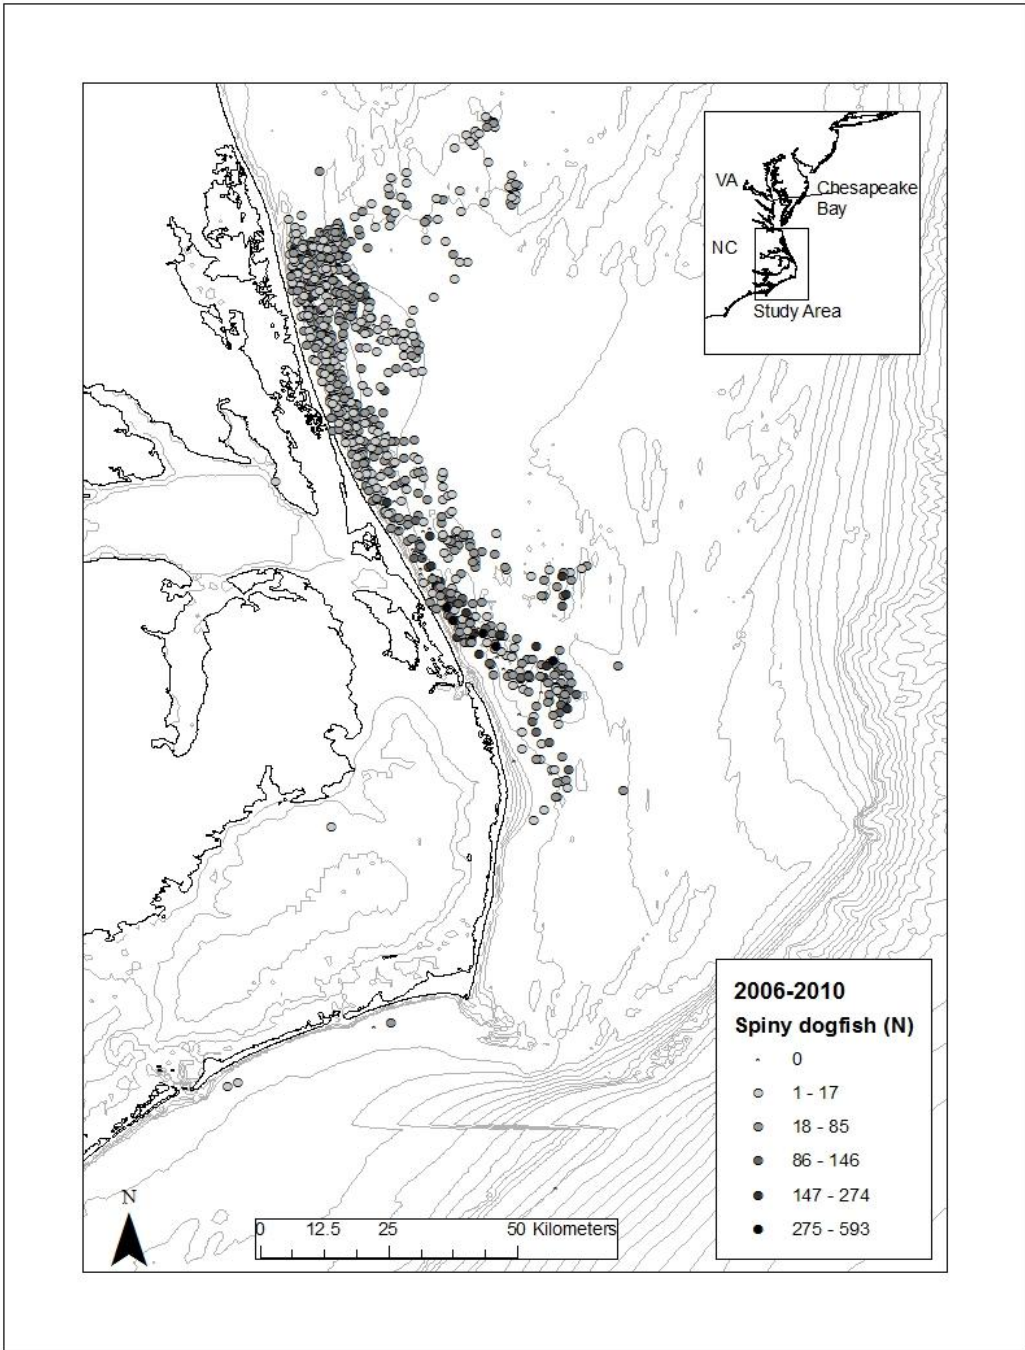 VA
Chesapeake
Bay
NC
Study Area
2006-2010
Spiny dogfish (N)
0
1 - 17
18 - 85
86 - 146
147 - 274
275 - 593
N
0 12.5 25 50 Kilometers